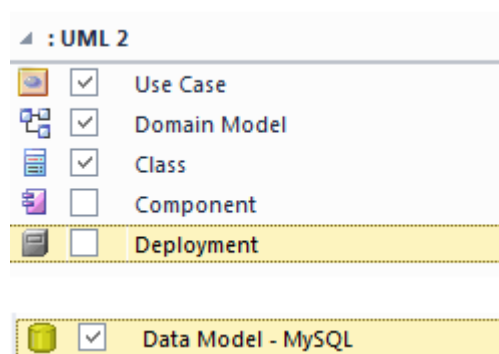 : UML 2
Use Case
Domain Model
Class
Component
Deployment
Data Model - MySQL